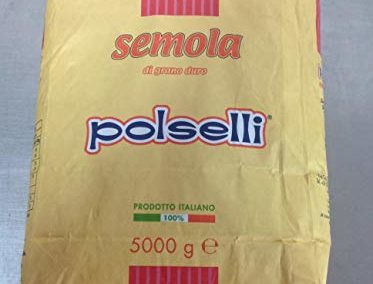 semola
di grano duro
polselli®
PRODOTTO ITALIANO
100%
5000 g ℮